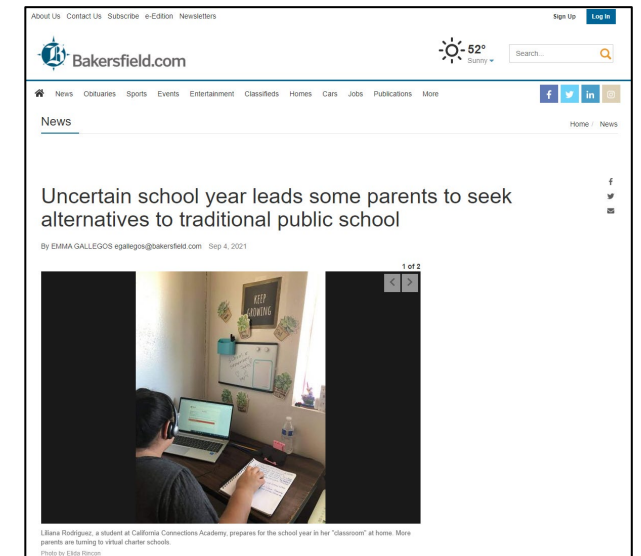 About Us Contact Us Subscribe e-Edition Newsletters
Sign Up Log In
Bakersfield.com
52°
Sunny
Search...
News Obituaries Sports Events Entertainment Classifieds Homes Cars Jobs Publications More
News
Home / News
Uncertain school year leads some parents to seek
alternatives to traditional public school
By EMMA GALLEGOS egallegos@bakersfield.com Sep 4, 2021
1 of 2
KEEP
GROWING
Liliana Rodriguez, a student at California Connections Academy, prepares for the school year in her "classroom" at home. More
parents are turning to virtual charter schools.
Photo by Elida Rincon